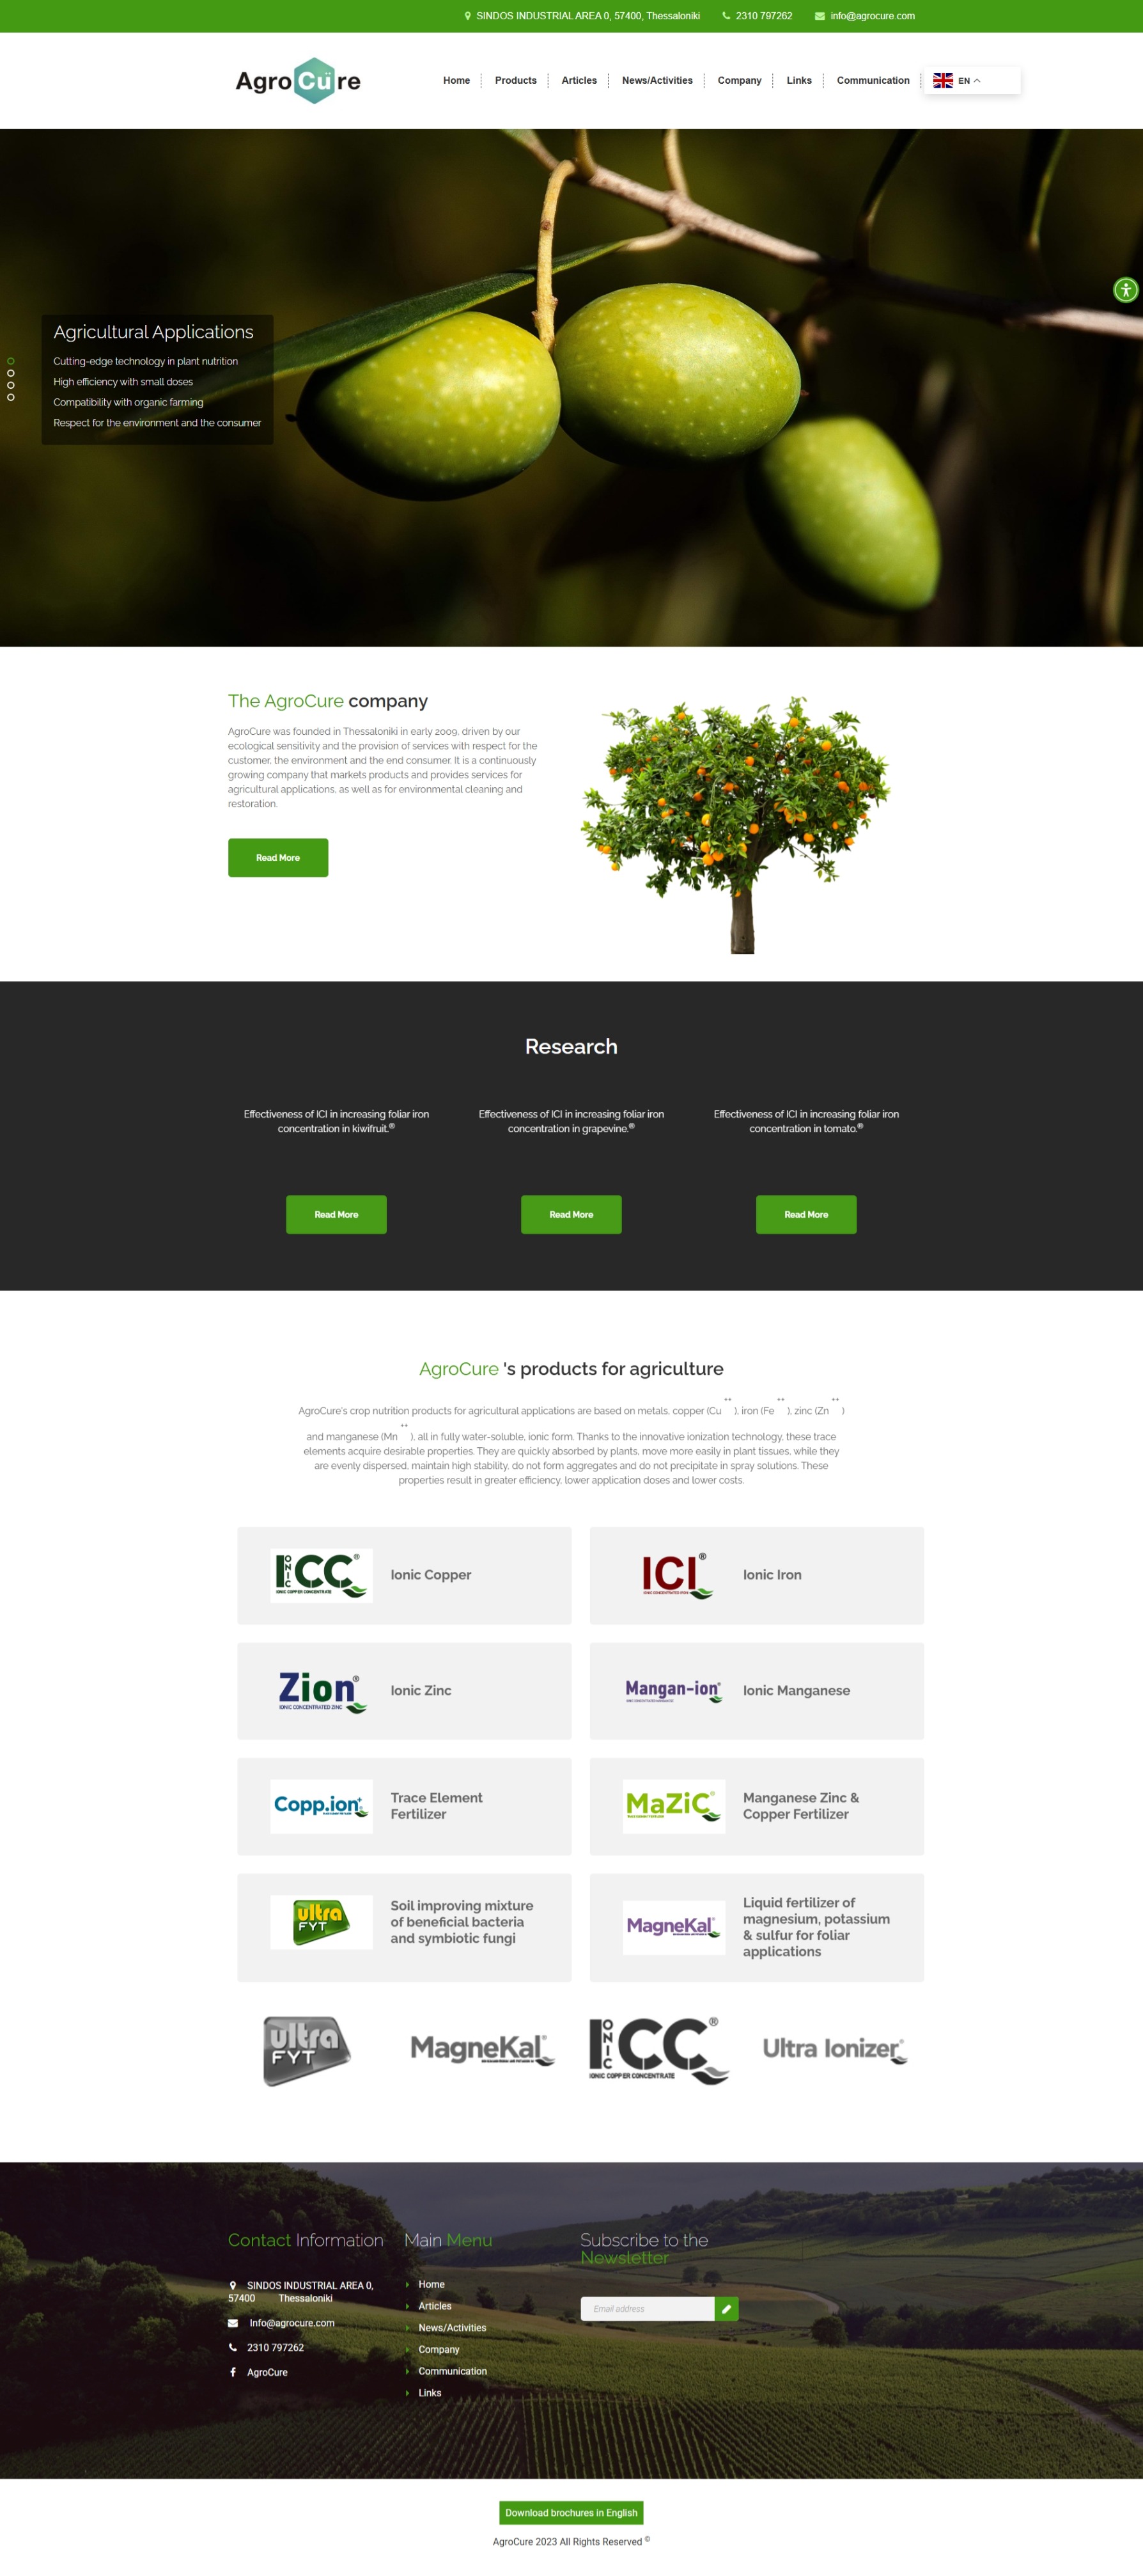 SINDOS INDUSTRIAL AREA 0, 57400, Thessaloniki
2310 797262
info@agrocure.com
AgroCüre
Home
Products
Articles
News/Activities
Company
Links
Communication
EN
Agricultural Applications
Cutting-edge technology in plant nutrition
High efficiency with small doses
Compatibility with organic farming
Respect for the environment and the consumer
The AgroCure company
AgroCure was founded in Thessaloniki in early 2009, driven by our
ecological sensitivity and the provision of services with respect for the
customer, the environment and the end consumer. It is a continuously
growing company that markets products and provides services for
agricultural applications, as well as for environmental cleaning and
restoration.
Read More
Research
Effectiveness of ICI in increasing foliar iron
concentration in kiwifruit.®
Effectiveness of ICI in increasing foliar iron
concentration in grapevine.®
Effectiveness of ICI in increasing foliar iron
concentration in tomato.®
Read More
Read More
Read More
AgroCure 's products for agriculture
AgroCure's crop nutrition products for agricultural applications are based on metals, copper (Cu ++ ), iron (Fe ++ ), zinc (Zn ++ )
and manganese (Mn ++ ), all in fully water-soluble, ionic form. Thanks to the innovative ionization technology, these trace
elements acquire desirable properties. They are quickly absorbed by plants, move more easily in plant tissues, while they
are evenly dispersed, maintain high stability, do not form aggregates and do not precipitate in spray solutions. These
properties result in greater efficiency, lower application doses and lower costs.
IONIC CC®
IONIC COPPER CONCENTRATE
Ionic Copper
ICI®
IONIC CONCENTRATED IRON
Ionic Iron
Zion®
IONIC CONCENTRATED ZINC
Ionic Zinc
Mangan-ion®
IONIC CONCENTRATED MANGANESE
Ionic Manganese
Copp.ion+
Trace Element
Fertilizer
MaZiC®
Manganese Zinc &
Copper Fertilizer
ultra
FYT
Soil improving mixture
of beneficial bacteria
and symbiotic fungi
MagneKal®
Liquid fertilizer of
magnesium, potassium
& sulfur for foliar
applications
ultra
FYT
MagneKal®
IONIC CC®
IONIC COPPER CONCENTRATE
Ultra Ionizer®
Contact Information
SINDOS INDUSTRIAL AREA 0,
57400 Thessaloniki
Info@agrocure.com
2310 797262
AgroCure
Main Menu
Home
Articles
News/Activities
Company
Communication
Links
Subscribe to the
Newsletter
Email address
Download brochures in English
AgroCure 2023 All Rights Reserved ©